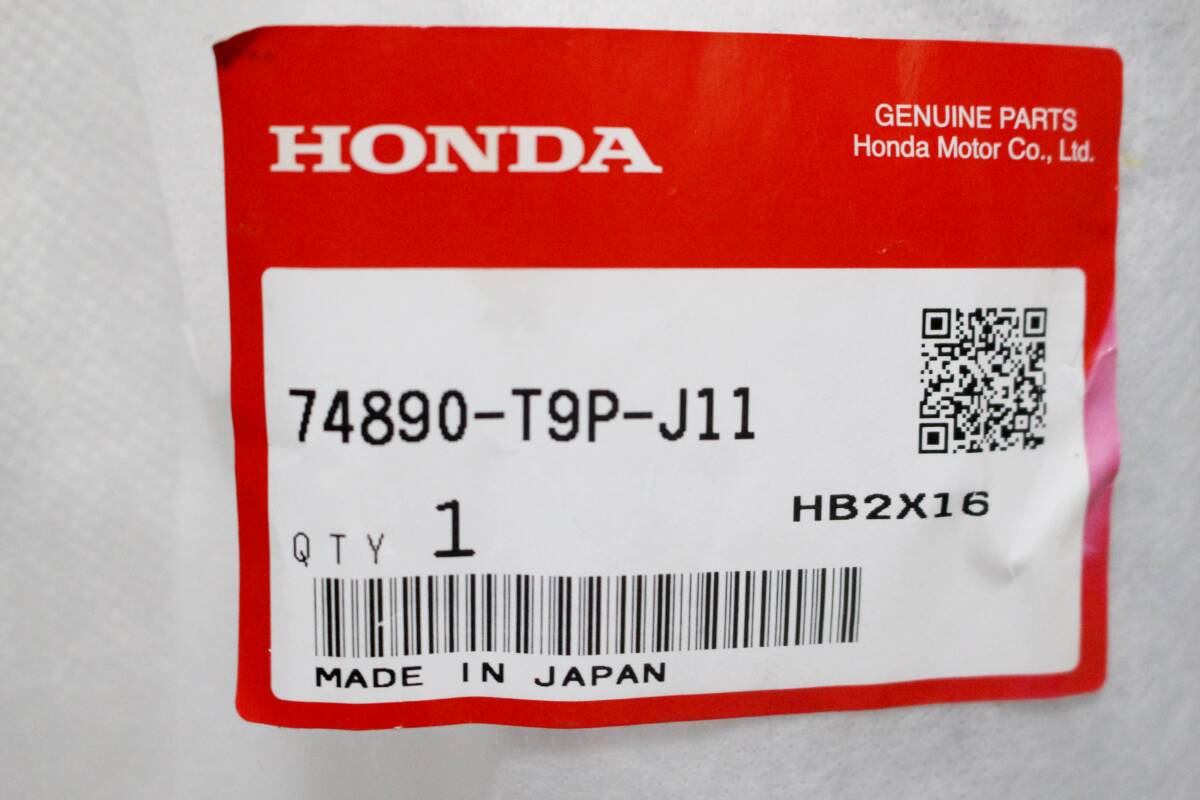 HONDA
GENUINE PARTS
Honda Motor Co., Ltd.
74890-T9P-J11
HB2X16
QTY 1
MADE IN JAPAN